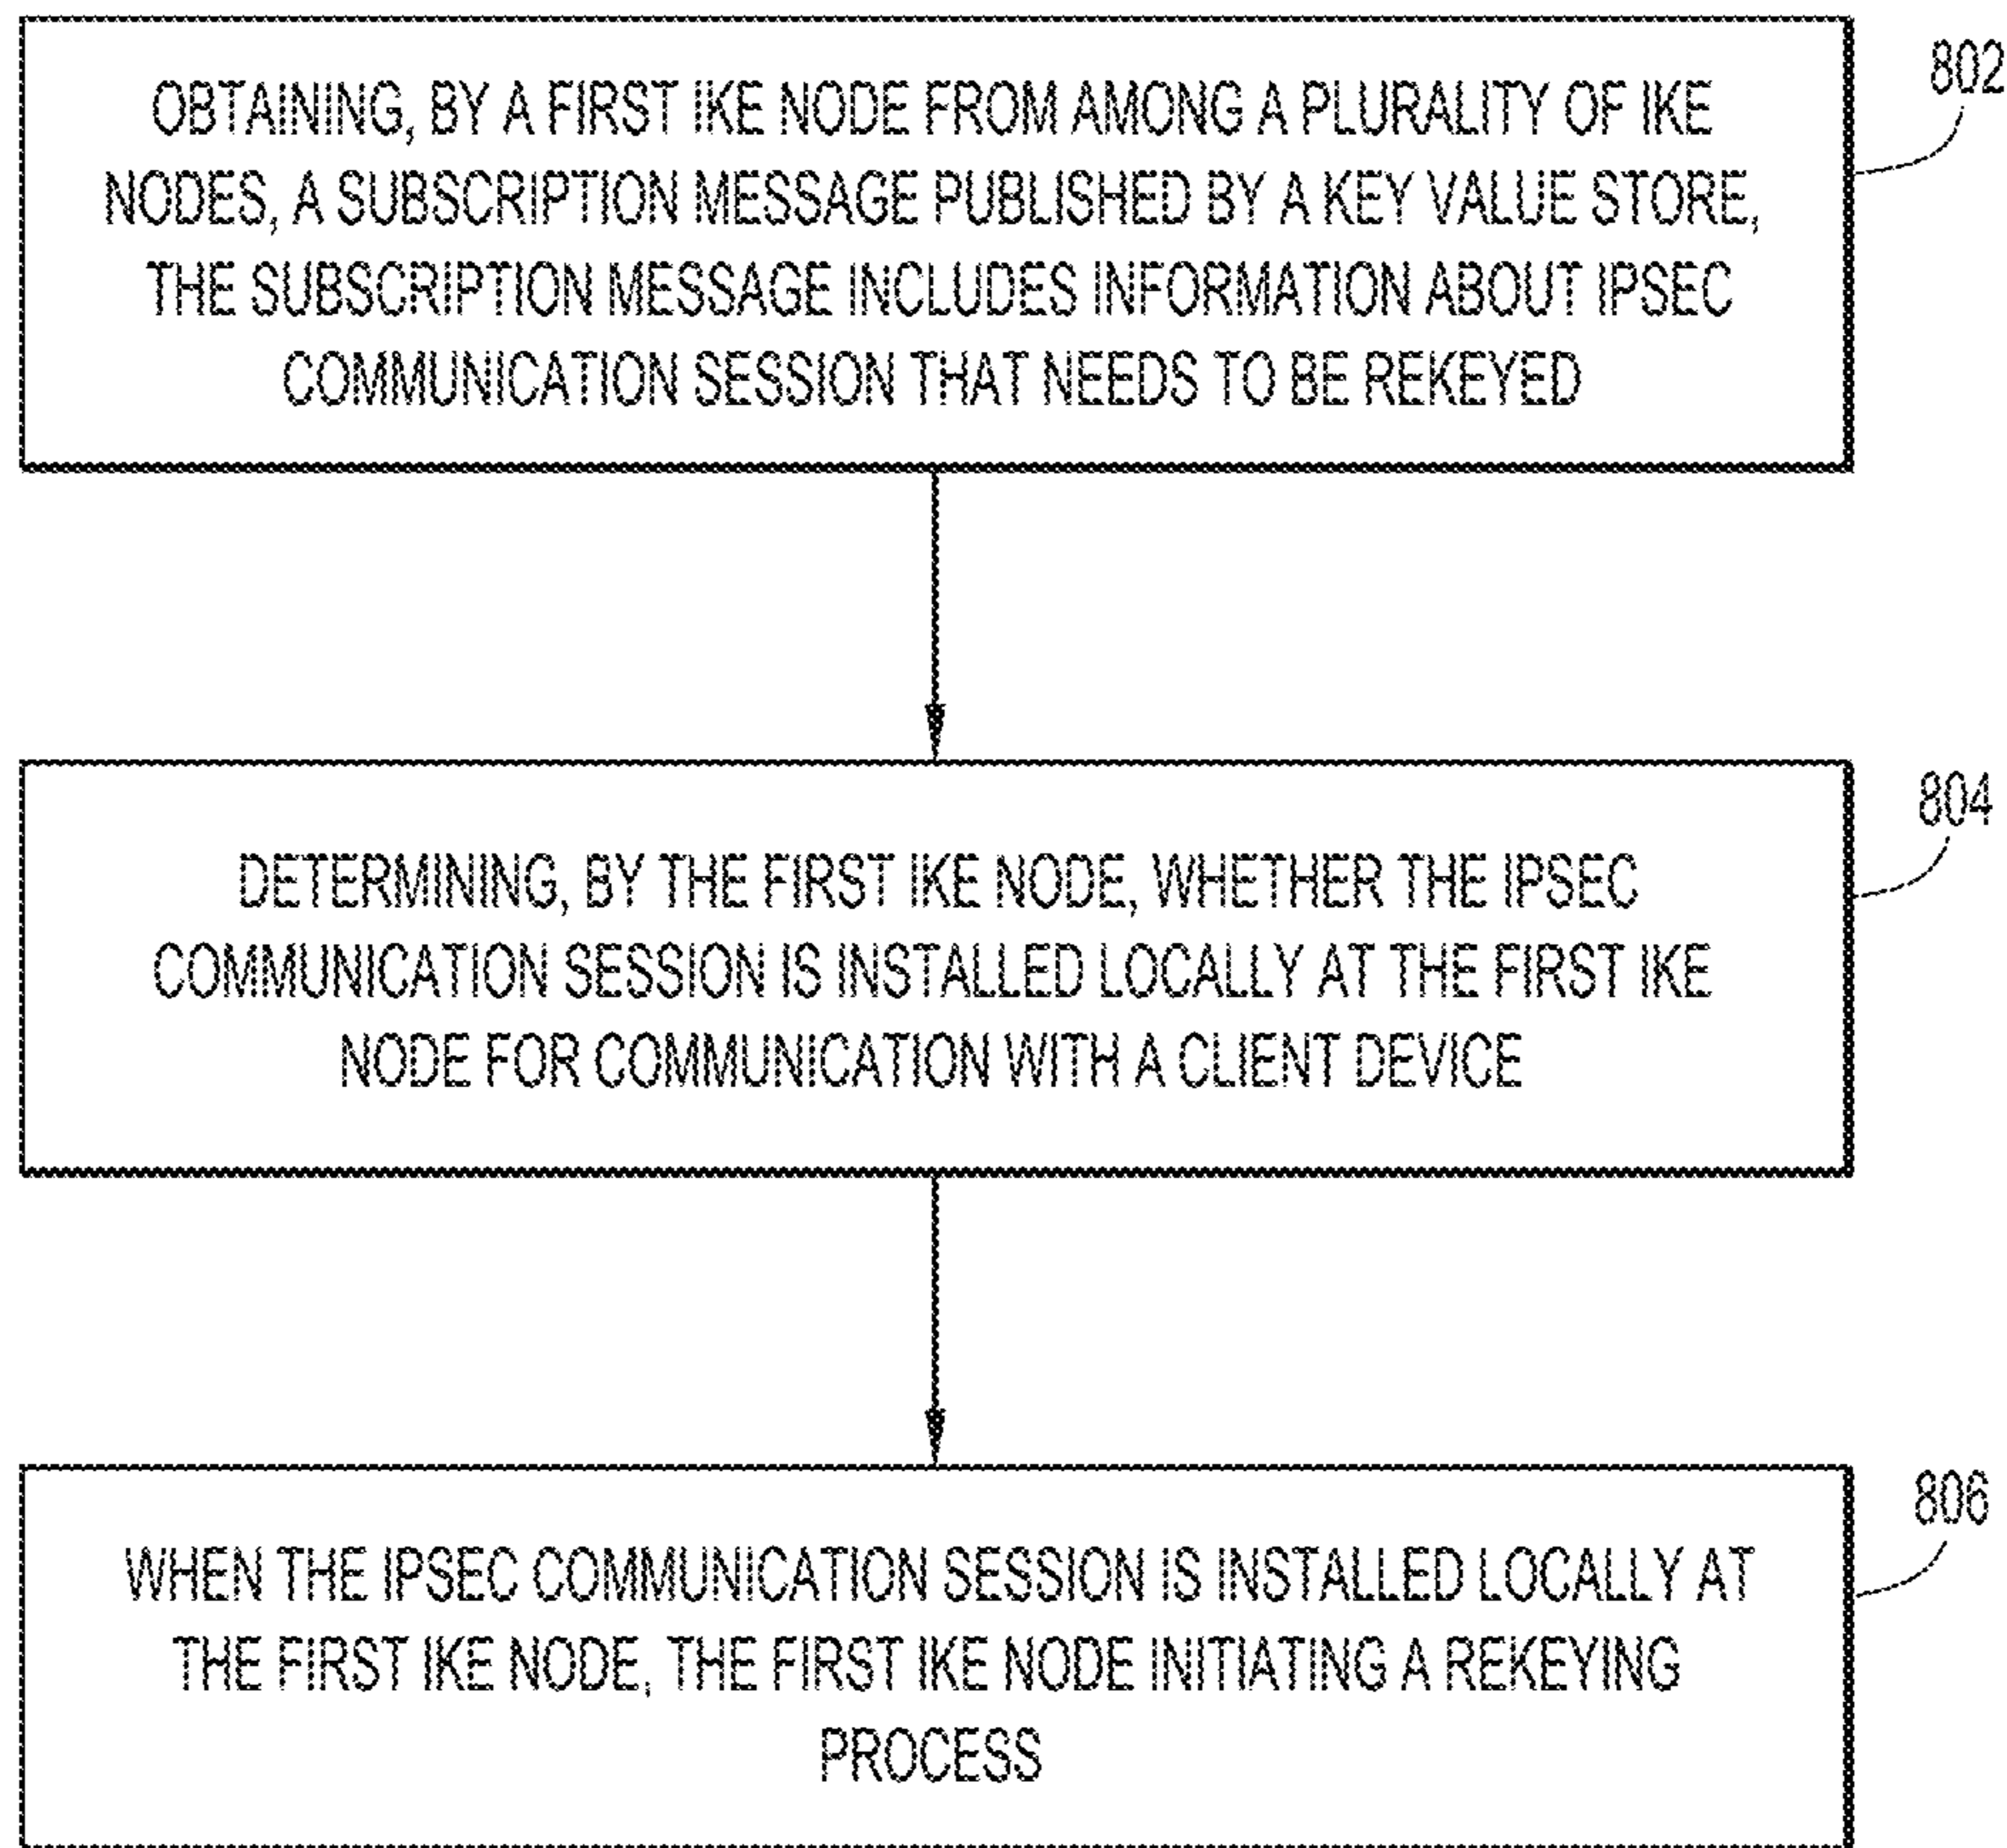 OBTAINING, BY A FIRST IKE NODE FROM AMONG A PLURALITY OF IKE
NODES, A SUBSCRIPTION MESSAGE PUBLISHED BY A KEY VALUE STORE,
THE SUBSCRIPTION MESSAGE INCLUDES INFORMATION ABOUT IPSEC
COMMUNICATION SESSION THAT NEEDS TO BE REKEYED
802
DETERMINING, BY THE FIRST IKE NODE, WHETHER THE IPSEC
COMMUNICATION SESSION IS INSTALLED LOCALLY AT THE FIRST IKE
NODE FOR COMMUNICATION WITH A CLIENT DEVICE
804
WHEN THE IPSEC COMMUNICATION SESSION IS INSTALLED LOCALLY AT
THE FIRST IKE NODE, THE FIRST IKE NODE INITIATING A REKEYING
PROCESS
806